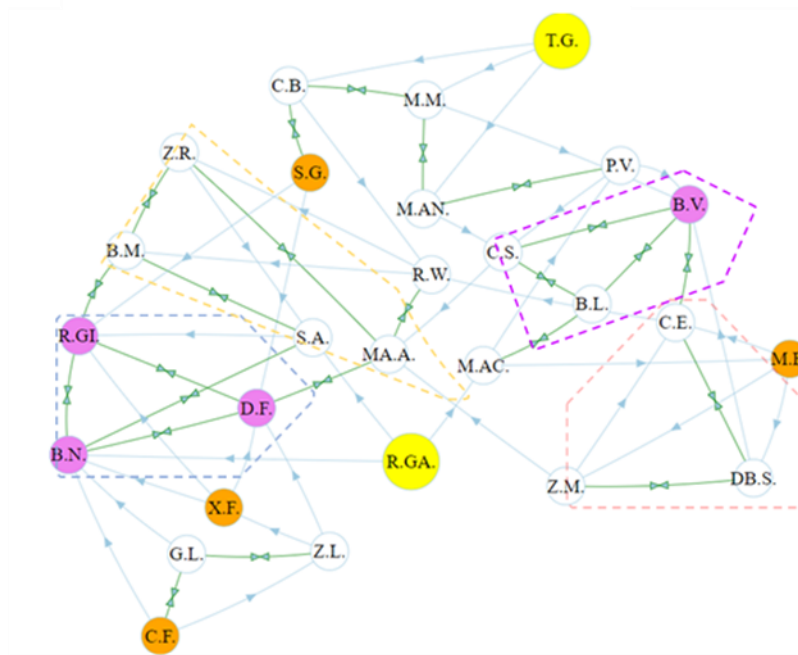 T.G.
C.B.
M.M.
Z.R.
S.G.
P.V.
M.AN.
B.V.
B.M.
C.S.
R.W.
B.L.
C.E.
R.GI.
S.A.
MA.A.
M.AC.
D.F.
B.N.
R.GA.
Z.M.
DB.S.
X.F.
G.L.
Z.L.
C.F.